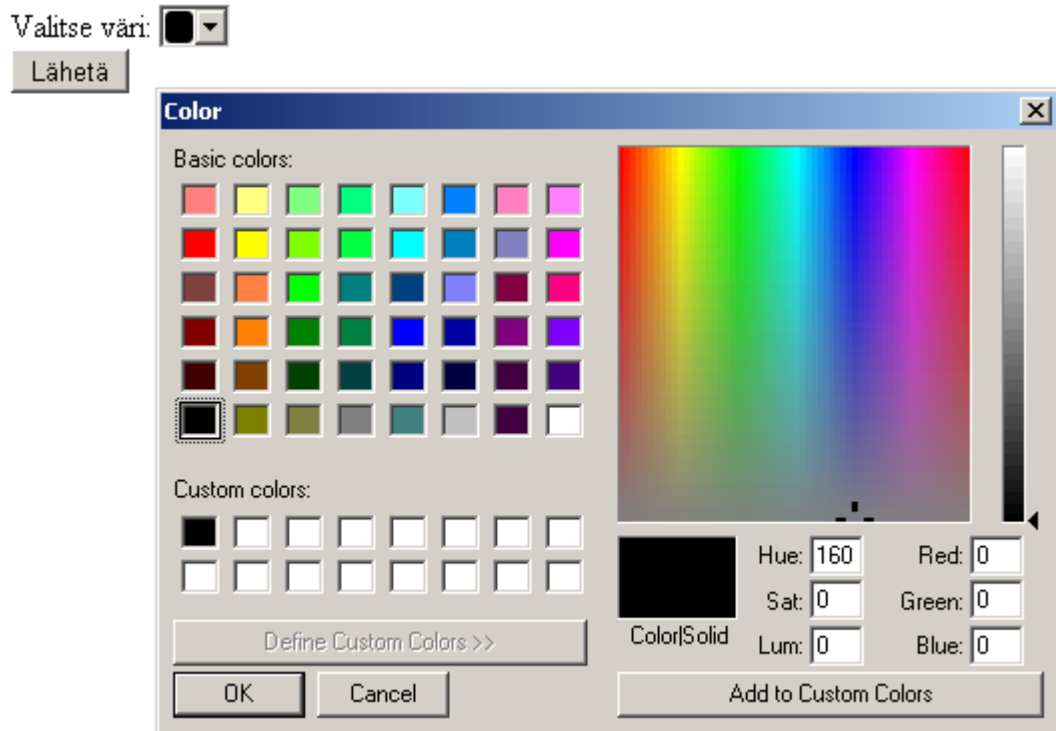 Valitse väri:
Lähetä
Color
Basic colors:
Custom colors:
Define Custom Colors >>
OK Cancel
Color|Solid
Hue: 160 Red: 0
Sat: 0 Green: 0
Lum: 0 Blue: 0
Add to Custom Colors